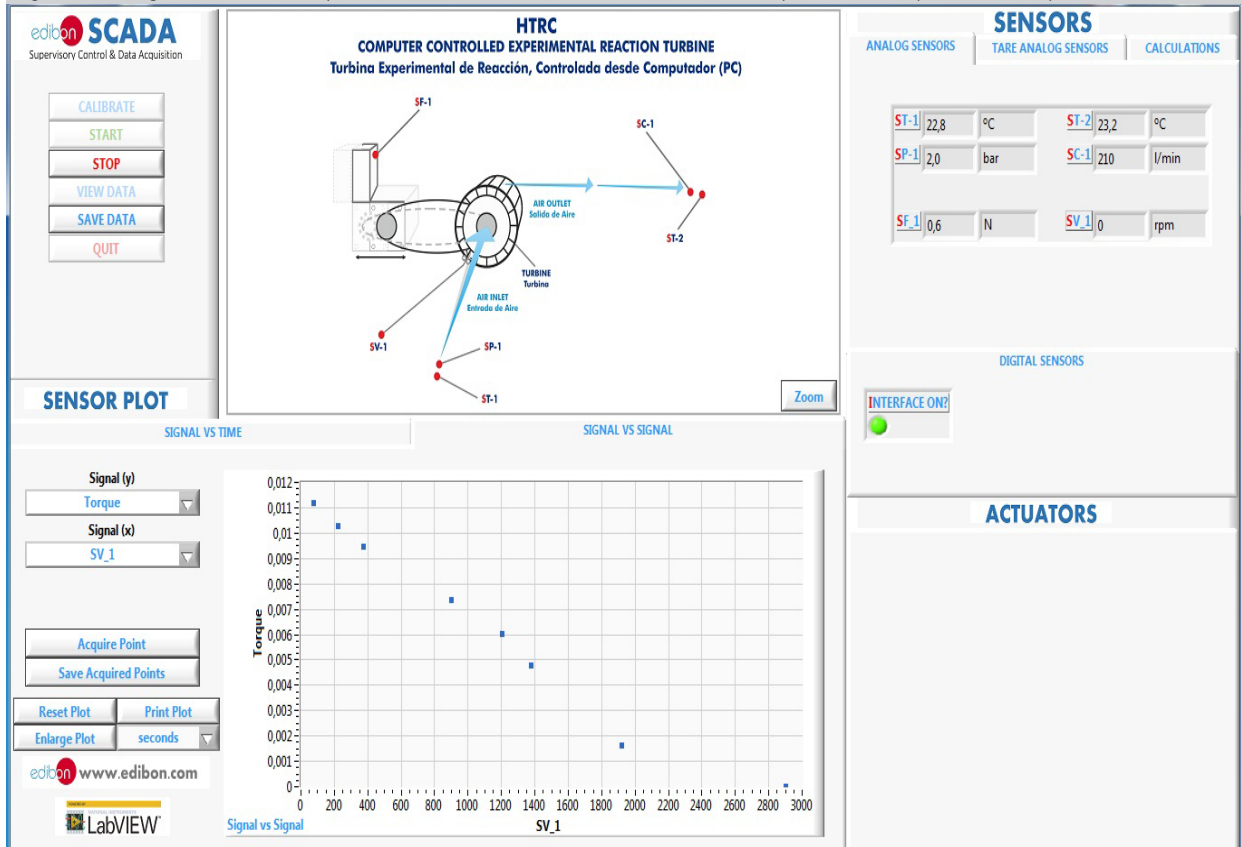 edibon SCADA
Supervisory Control & Data Acquisition
CALIBRATE
START
STOP
VIEW DATA
SAVE DATA
QUIT
HTRC
COMPUTER CONTROLLED EXPERIMENTAL REACTION TURBINE
Turbina Experimental de Reacción, Controlada desde Computador (PC)
SF-1
SC-1
AIR OUTLET
Salida de Aire
ST-2
TURBINE
Turbina
AIR INLET
Entrada de Aire
SV-1
SP-1
ST-1
Zoom
SENSORS
ANALOG SENSORS
TARE ANALOG SENSORS
CALCULATIONS
ST-1 22,8 ºC
ST-2 23,2 ºC
SP-1 2,0 bar
SC-1 210 l/min
SF_1 0,6 N
SV_1 0 rpm
DIGITAL SENSORS
INTERFACE ON?
ACTUATORS
SENSOR PLOT
SIGNAL VS TIME
SIGNAL VS SIGNAL
Signal (y)
Torque
Signal (x)
SV_1
Acquire Point
Save Acquired Points
Reset Plot
Print Plot
Enlarge Plot
seconds
edibon www.edibon.com
LabVIEW
0,012
0,011
0,01
0,009
0,008
0,007
0,006
0,005
0,004
0,003
0,002
0,001
0
Torque
0 200 400 600 800 1000 1200 1400 1600 1800 2000 2200 2400 2600 2800 3000
Signal vs Signal
SV_1